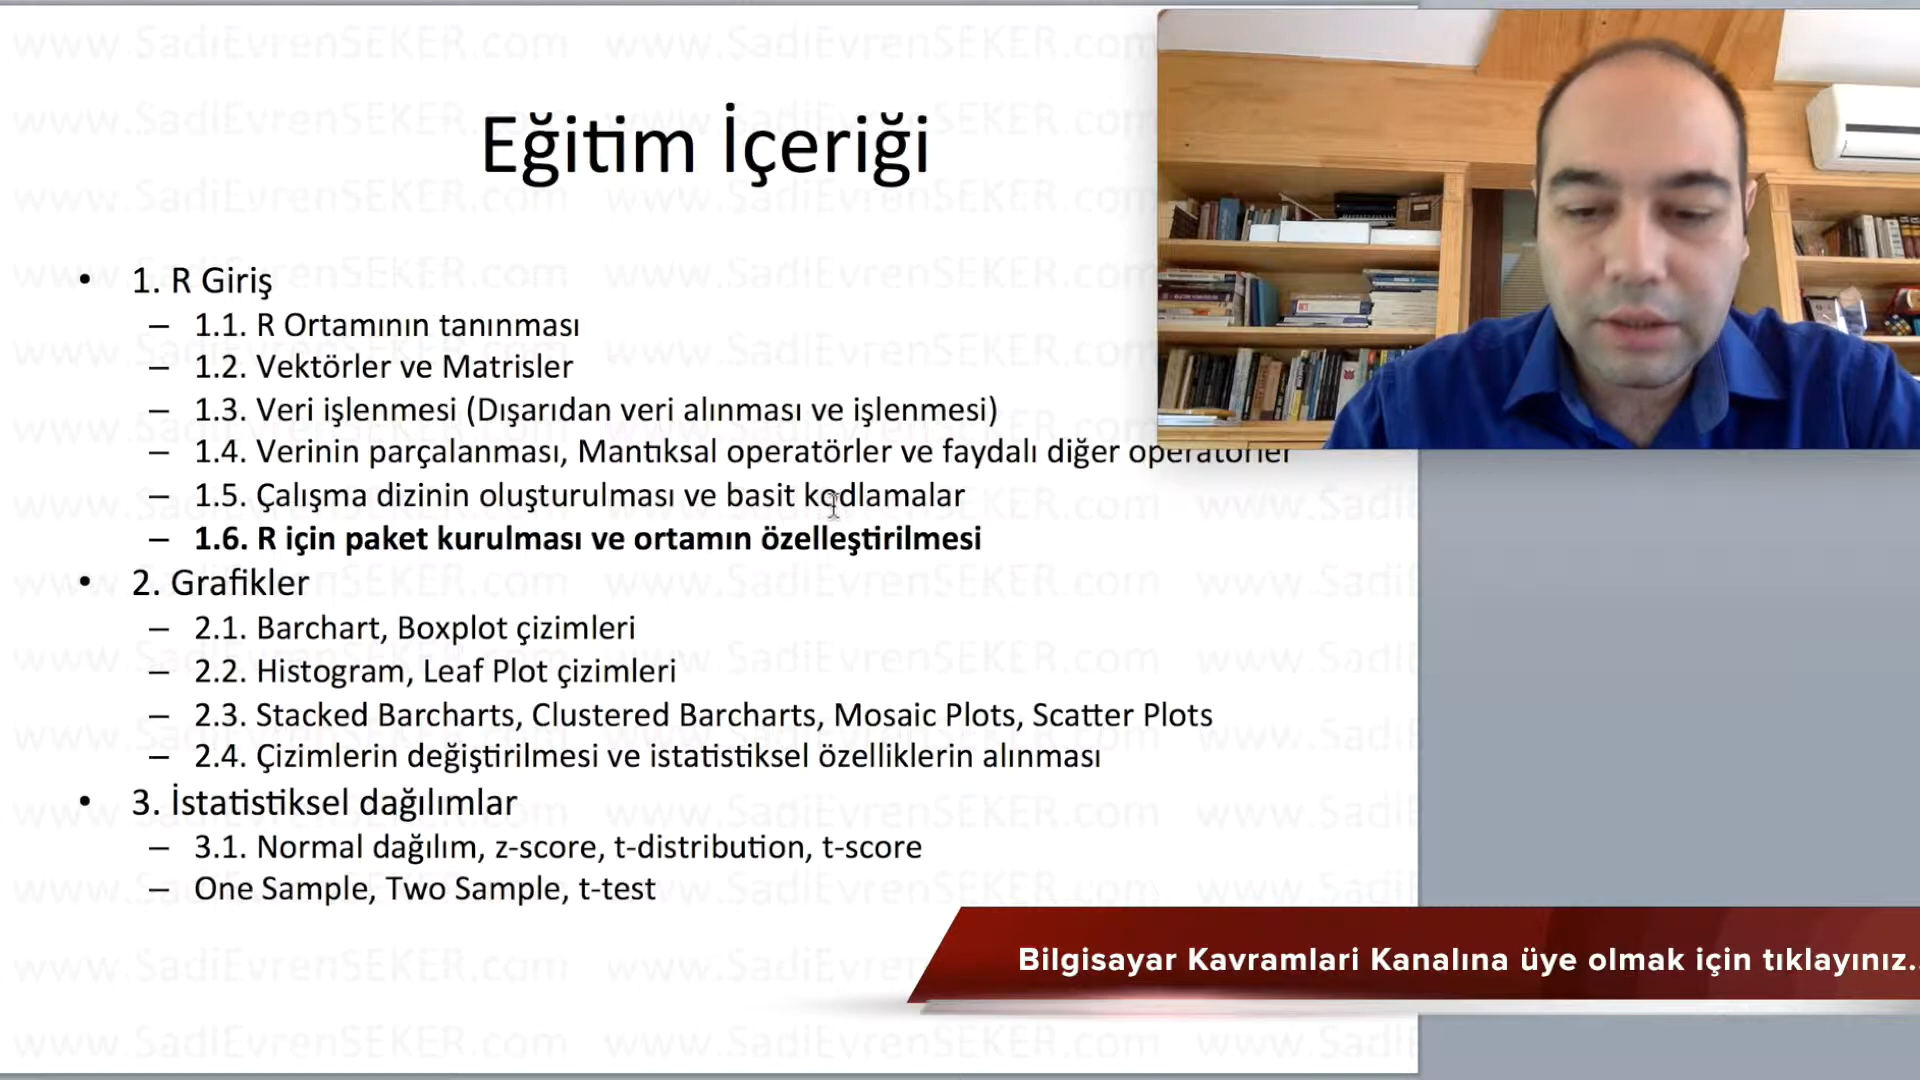 www.SadiEvrenSEKER.com www.SadiEvrenSEKER.com
Eğitim İçeriği
• 1. R Giriş
– 1.1. R Ortamının tanınması
– 1.2. Vektörler ve Matrisler
– 1.3. Veri işlenmesi (Dışarıdan veri alınması ve işlenmesi)
– 1.4. Verinin parçalanması, Mantıksal operatörler ve faydalı diğer operatörler
– 1.5. Çalışma dizinin oluşturulması ve basit kodlamalar
– 1.6. R için paket kurulması ve ortamın özelleştirilmesi
• 2. Grafikler
– 2.1. Barchart, Boxplot çizimleri
– 2.2. Histogram, Leaf Plot çizimleri
– 2.3. Stacked Barcharts, Clustered Barcharts, Mosaic Plots, Scatter Plots
– 2.4. Çizimlerin değiştirilmesi ve istatistiksel özelliklerin alınması
• 3. İstatistiksel dağılımlar
– 3.1. Normal dağılım, z-score, t-distribution, t-score
– One Sample, Two Sample, t-test
Bilgisayar Kavramlari Kanalına üye olmak için tıklayınız..